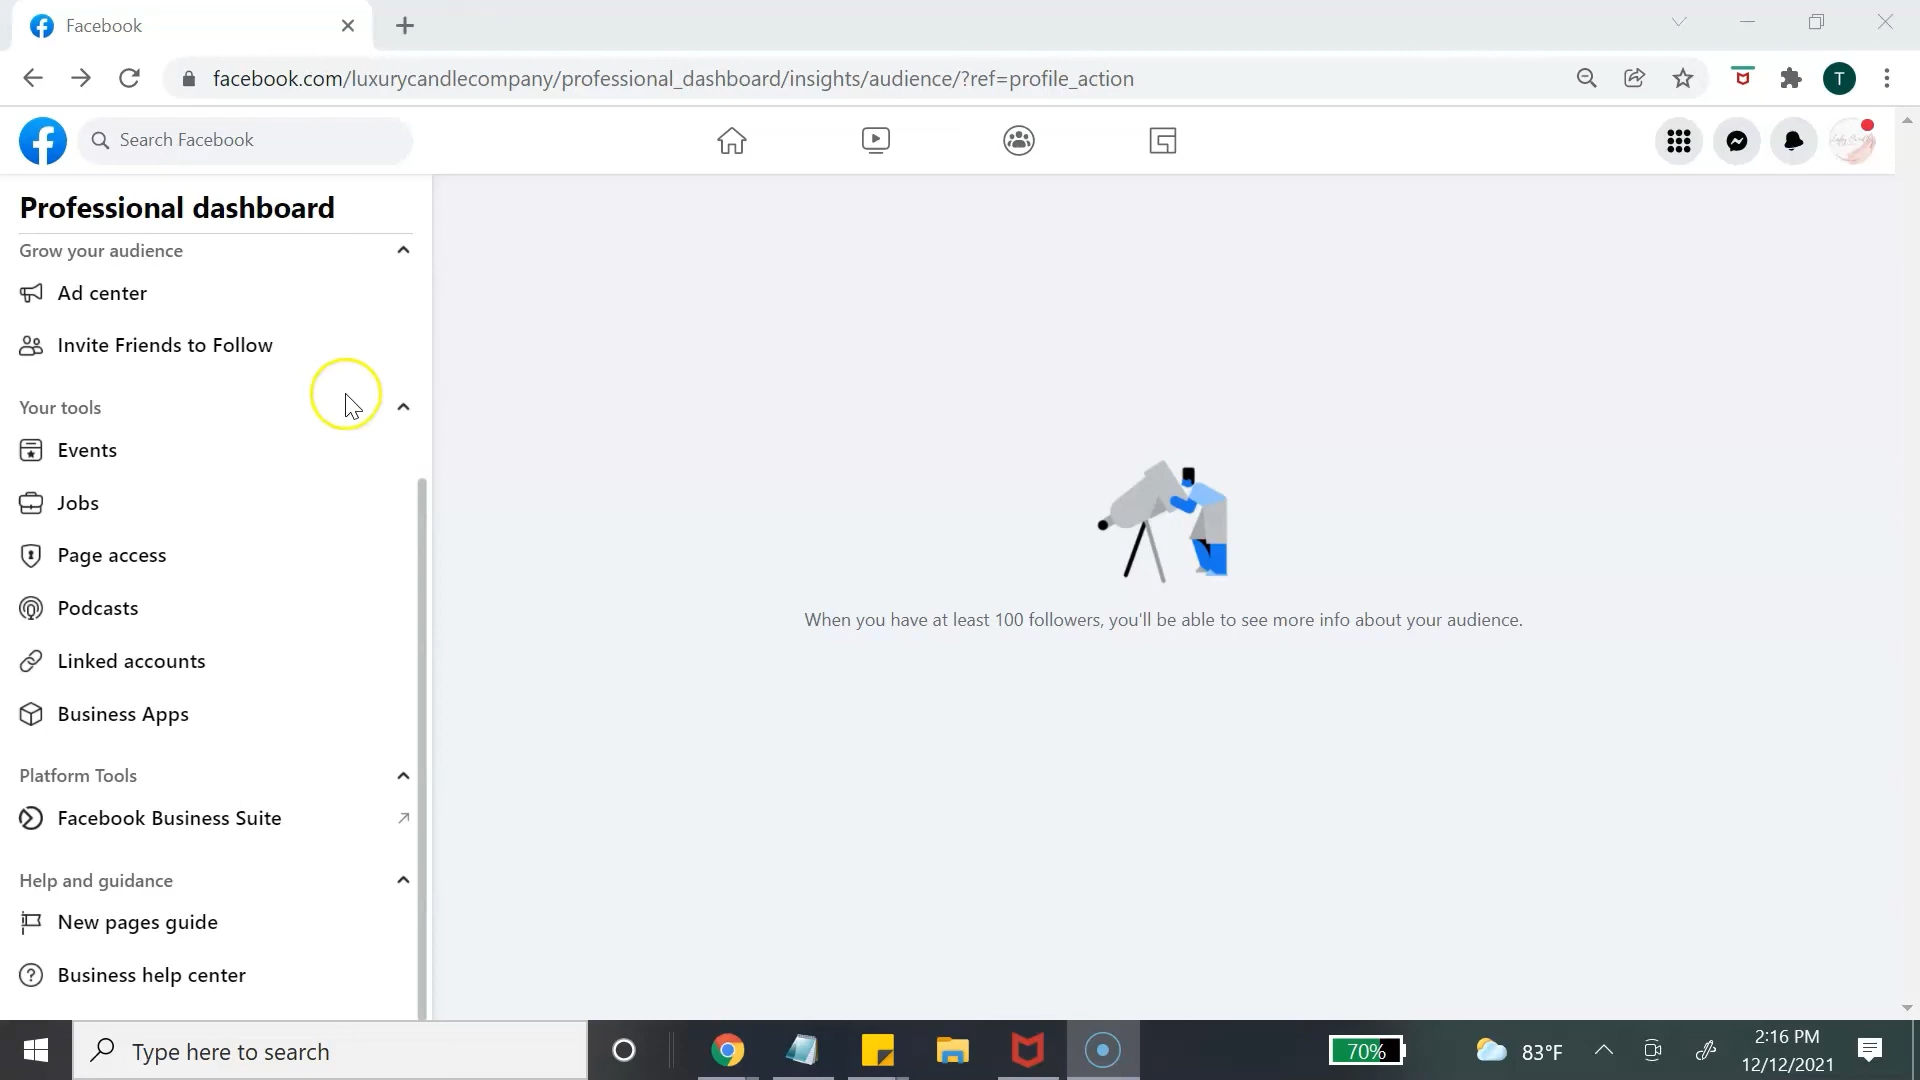 Facebook
facebook.com/luxurycandlecompany/professional_dashboard/insights/audience/?ref=profile_action
T
Search Facebook
Professional dashboard
Grow your audience
Ad center
Invite Friends to Follow
Your tools
Events
Jobs
Page access
Podcasts
Linked accounts
Business Apps
Platform Tools
Facebook Business Suite
Help and guidance
New pages guide
Business help center
When you have at least 100 followers, you'll be able to see more info about your audience.
Type here to search
70%
83°F
2:16 PM
12/12/2021